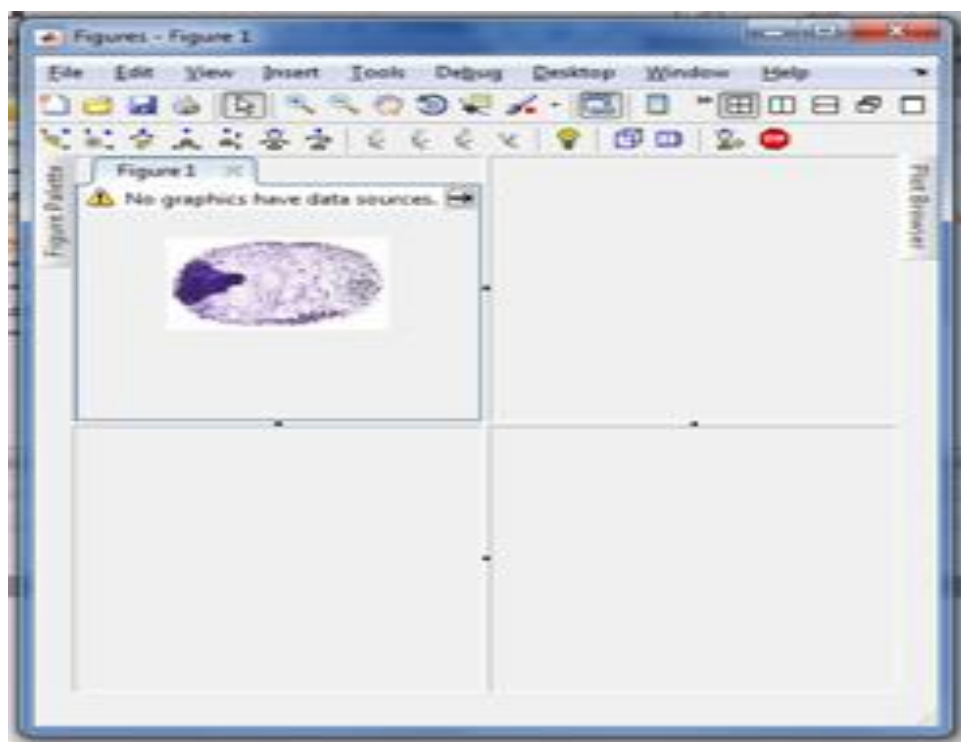 Figures - Figure 1
File Edit View Insert Tools Debug Desktop Window Help
Figure Palette
Figure 1
No graphics have data sources.
Plot Browser